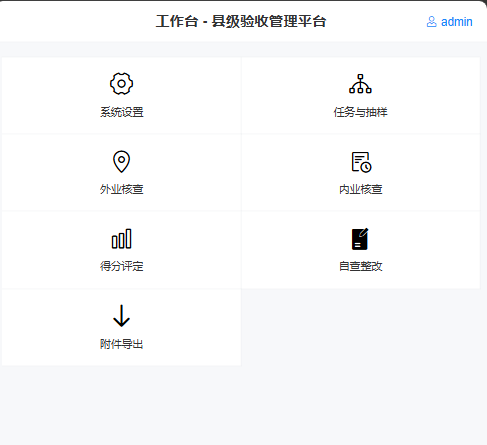 工作台 - 县级验收管理平台
admin
系统设置
任务与抽样
外业核查
内业核查
得分评定
自查整改
附件导出